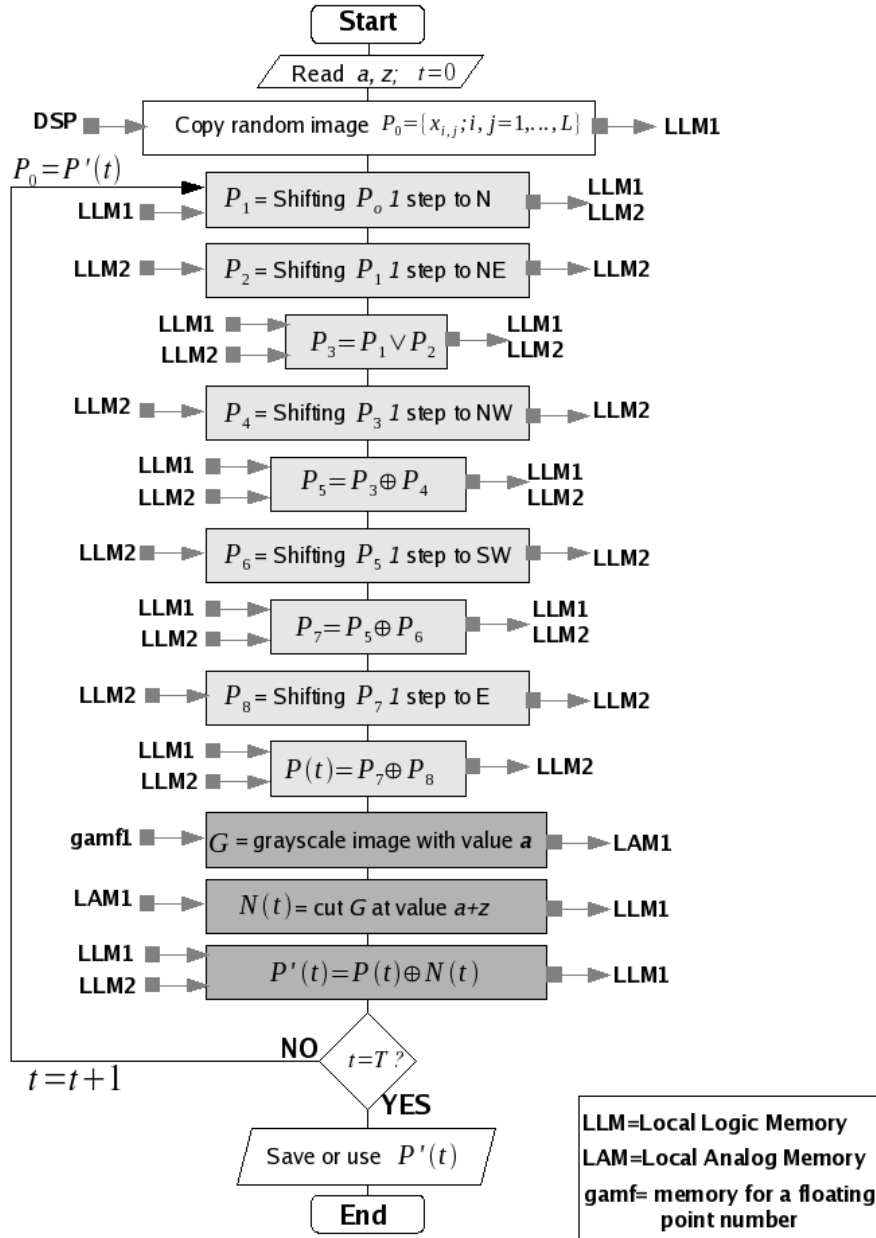 Start
Read a, z; t=0
DSP
Copy random image P₀={xᵢ,ⱼ; i, j=1,..., L}
LLM1
P₀=P'(t)
LLM1
P₁= Shifting Pₒ 1 step to N
LLM1
LLM2
LLM2
P₂= Shifting P₁ 1 step to NE
LLM2
LLM1
LLM2
P₃=P₁∨P₂
LLM1
LLM2
LLM2
P₄= Shifting P₃ 1 step to NW
LLM2
LLM1
LLM2
P₅=P₃⊕P₄
LLM1
LLM2
LLM2
P₆= Shifting P₅ 1 step to SW
LLM2
LLM1
LLM2
P₇=P₅⊕P₆
LLM1
LLM2
LLM2
P₈= Shifting P₇ 1 step to E
LLM2
LLM1
LLM2
P(t)=P₇⊕P₈
LLM2
gamf1
G = grayscale image with value a
LAM1
LAM1
N(t)= cut G at value a+z
LLM1
LLM1
LLM2
P'(t)=P(t)⊕N(t)
LLM1
NO
t=T ?
t=t+1
YES
Save or use P'(t)
End
LLM=Local Logic Memory
LAM=Local Analog Memory
gamf= memory for a floating
point number